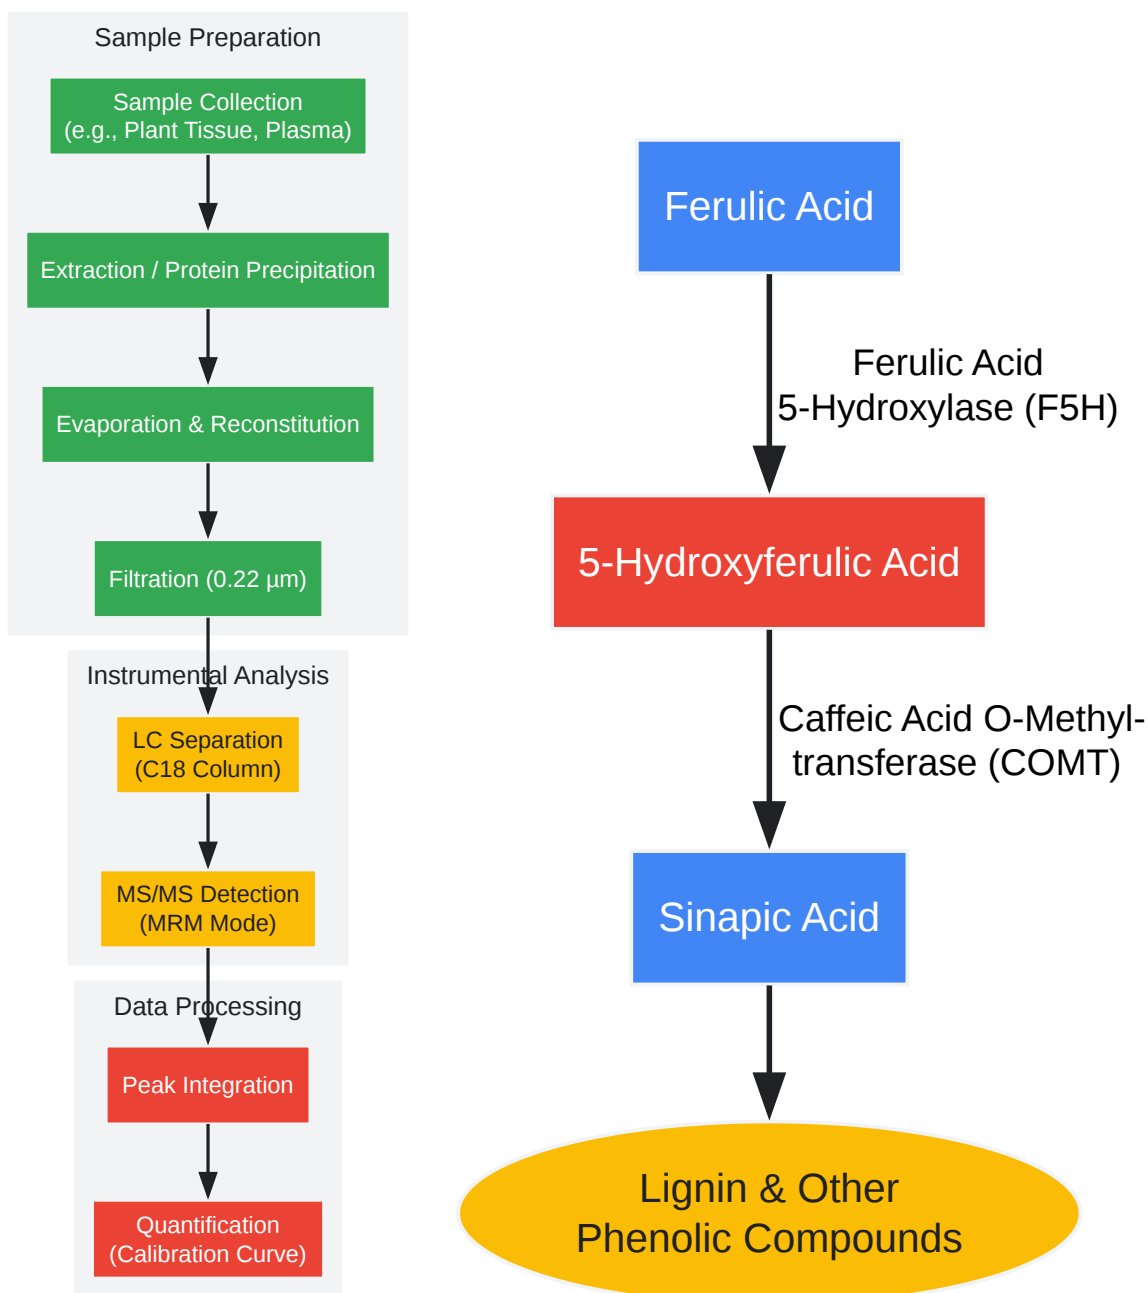 Sample Preparation
Sample Collection
(e.g., Plant Tissue, Plasma)
Extraction / Protein Precipitation
Evaporation & Reconstitution
Filtration (0.22 µm)
Instrumental Analysis
LC Separation
(C18 Column)
MS/MS Detection
(MRM Mode)
Data Processing
Peak Integration
Quantification
(Calibration Curve)
Ferulic Acid
Ferulic Acid
5-Hydroxylase (F5H)
5-Hydroxyferulic Acid
Caffeic Acid O-Methyl-
transferase (COMT)
Sinapic Acid
Lignin & Other
Phenolic Compounds